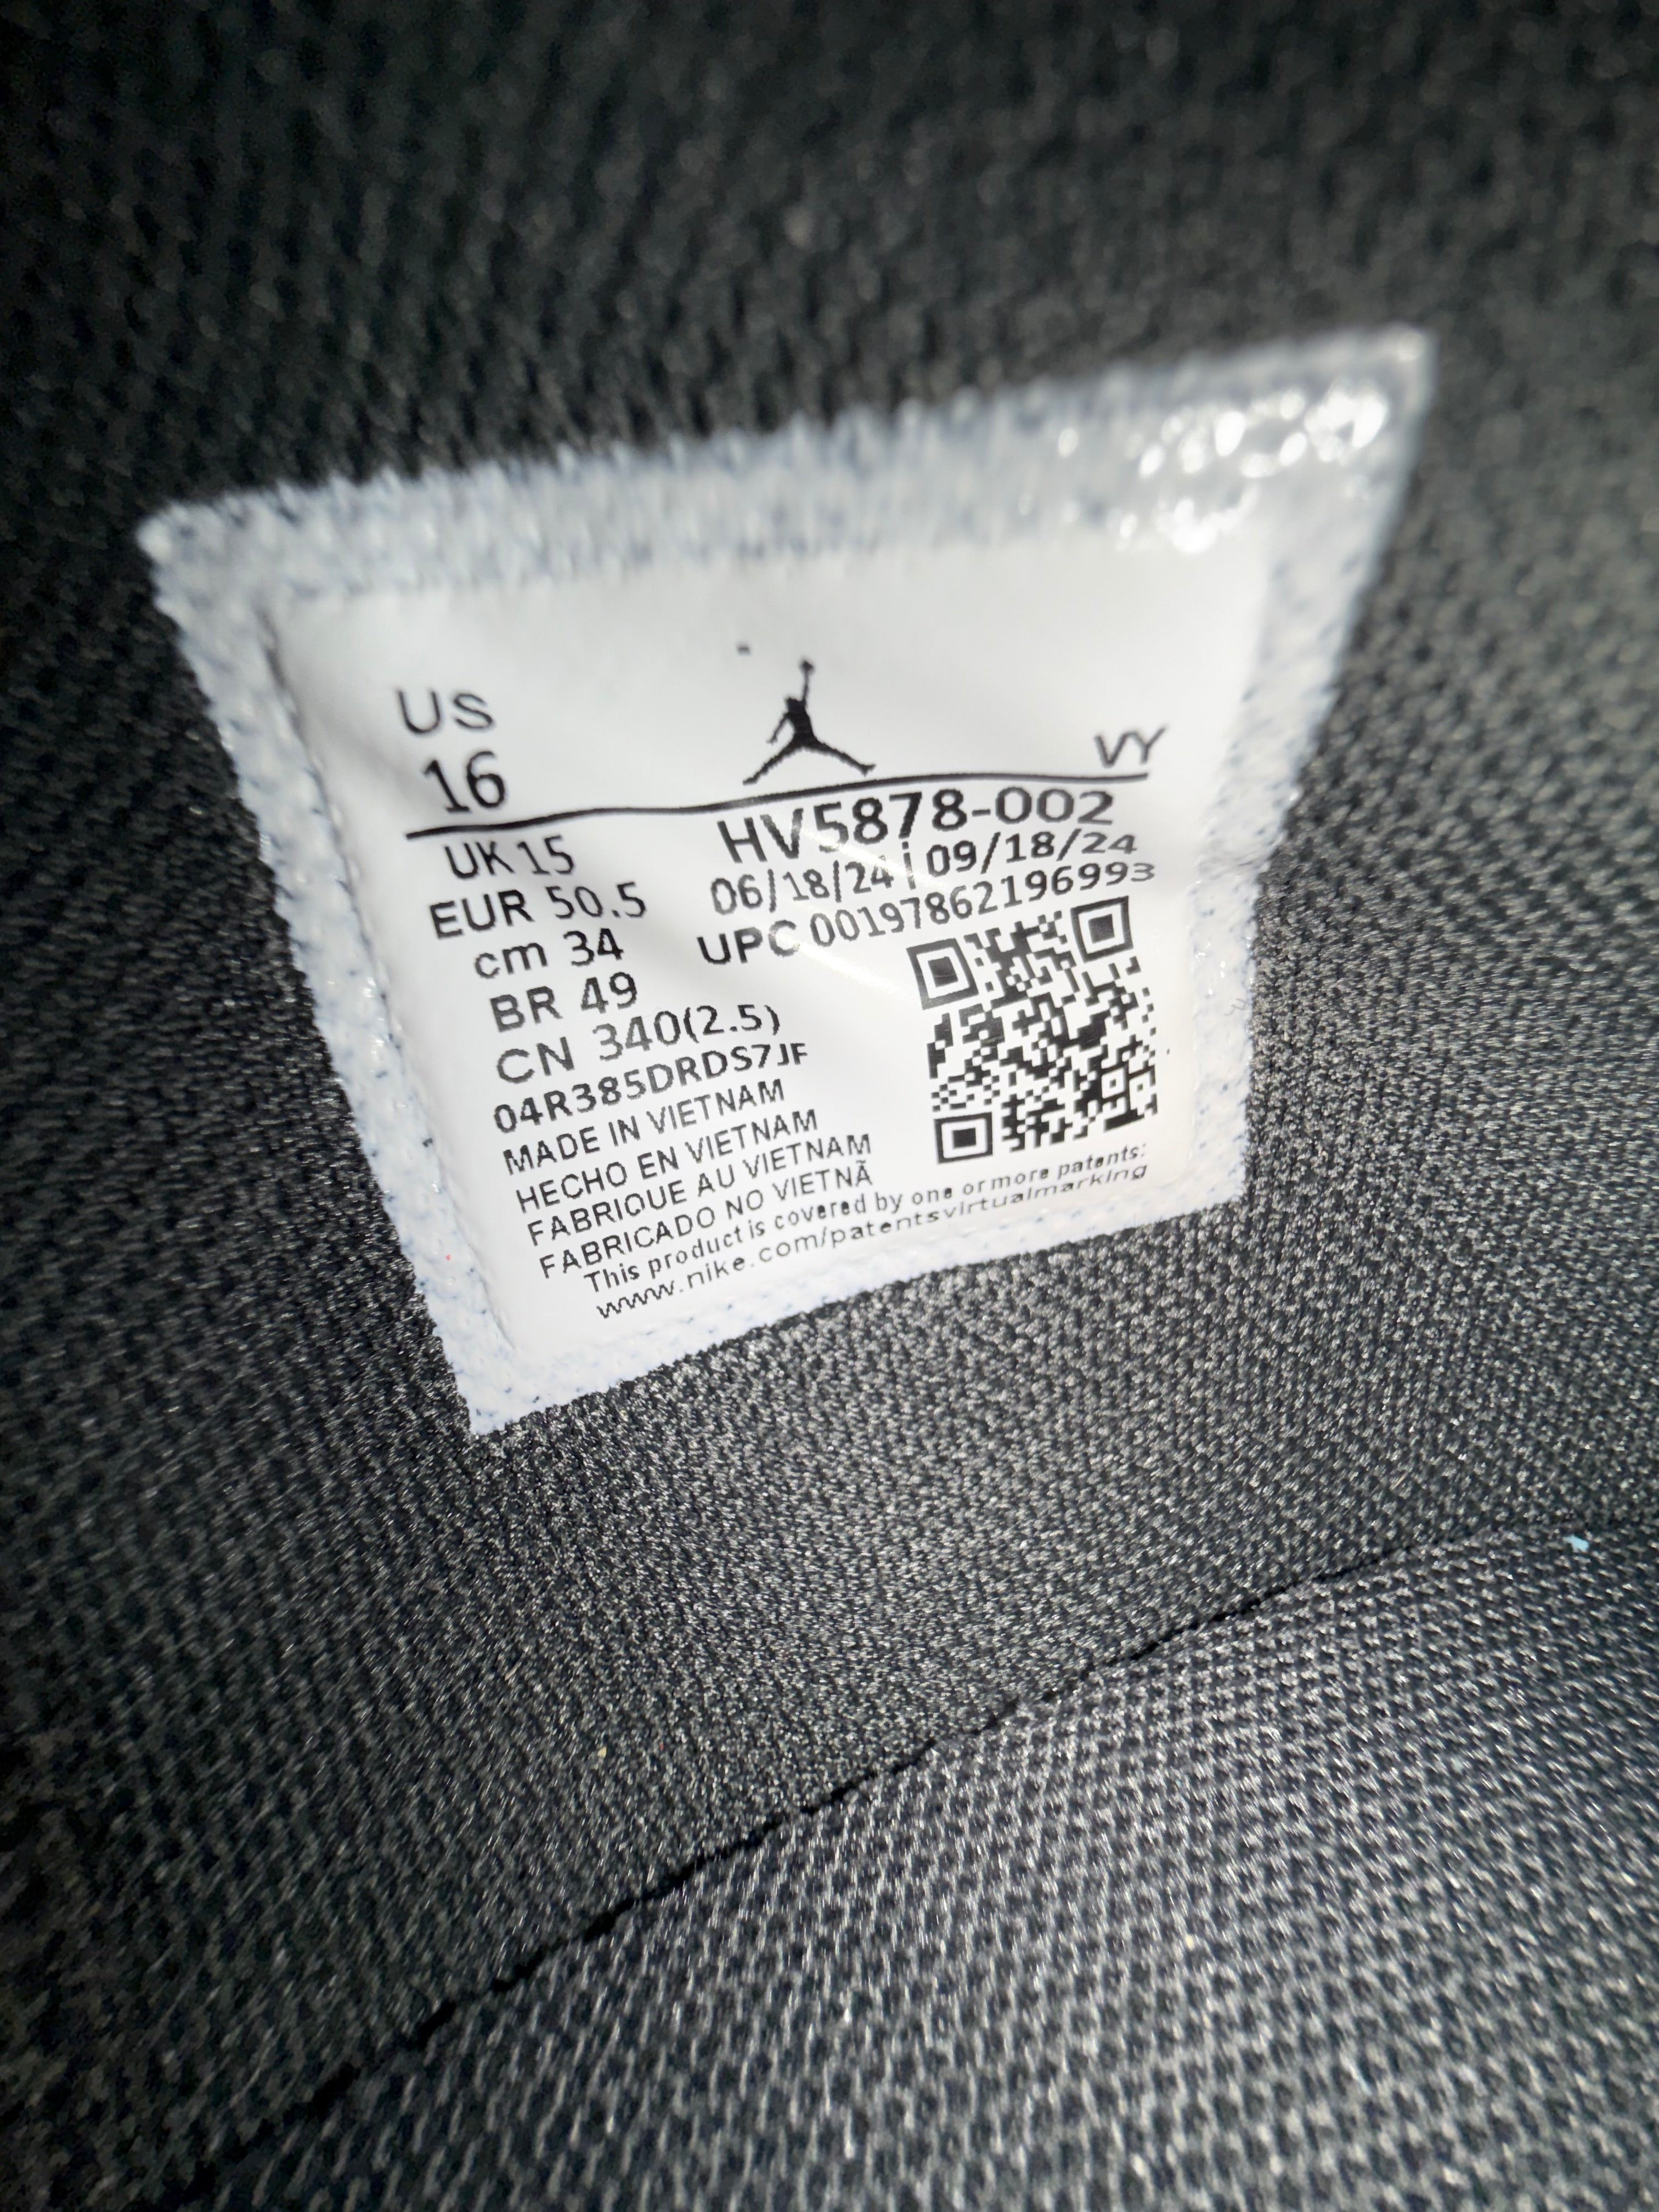 US
16
VY
UK 15
EUR 50.5
cm 34
BR 49
CN 340(2.5)
04R385DRDS7JF
HV5878-002
06/18/24 | 09/18/24
UPC 00197862196993
MADE IN VIETNAM
HECHO EN VIETNAM
FABRIQUE AU VIETNAM
FABRICADO NO VIETNÃ
This product is covered by one or more patents:
www.nike.com/patentsvirtualmarking